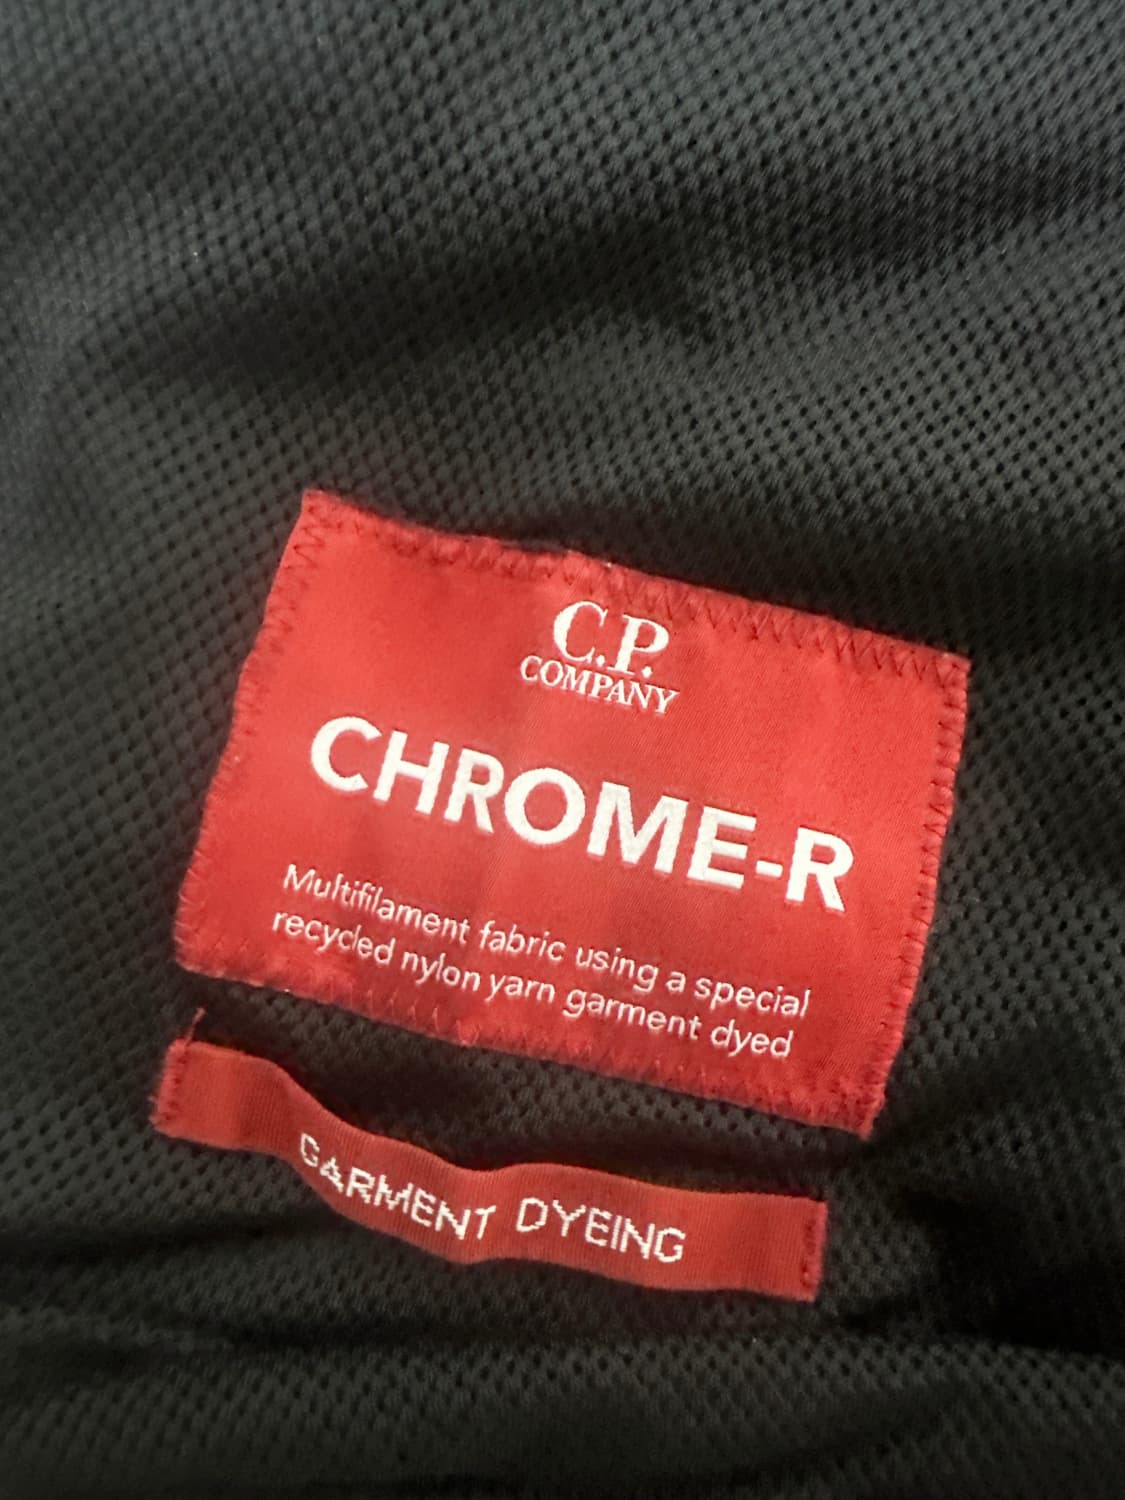 C.P.
COMPANY
CHROME-R
Multifilament fabric using a special
recycled nylon yarn garment dyed
GARMENT DYEING